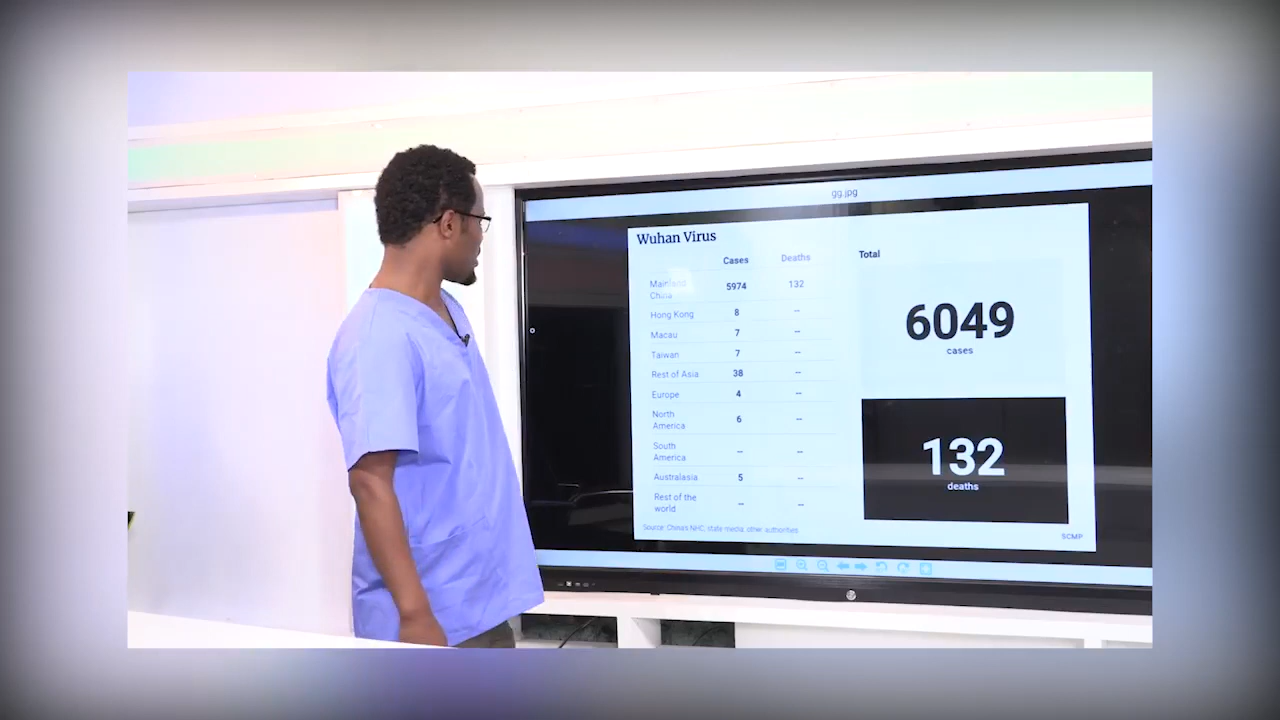 gg.jpg
Wuhan Virus
Cases Deaths
Mainland China 5974 132
Hong Kong 8 --
Macau 7 --
Taiwan 7 --
Rest of Asia 38 --
Europe 4 --
North America 6 --
South America -- --
Australasia 5 --
Rest of the world -- --
Source: China's NHC, state media, other authorities
Total
6049
cases
132
deaths
SCMP